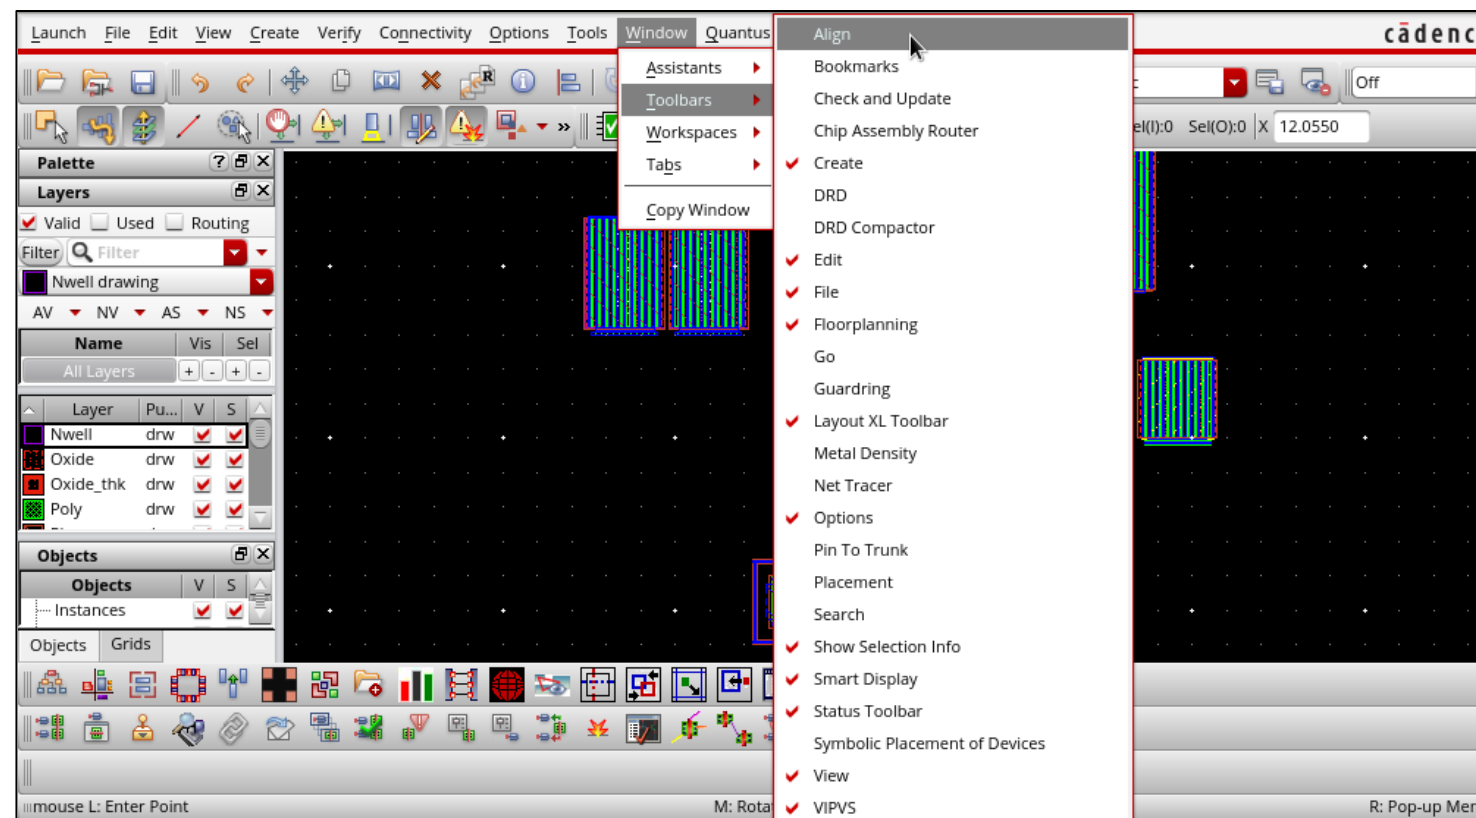 Launch File Edit View Create Verify Connectivity Options Tools Window Quantus
cādenc
Assistants
Toolbars
Workspaces
Tabs
Copy Window
Align
Bookmarks
Check and Update
Chip Assembly Router
Create
DRD
DRD Compactor
Edit
File
Floorplanning
Go
Guardring
Layout XL Toolbar
Metal Density
Net Tracer
Options
Pin To Trunk
Placement
Search
Show Selection Info
Smart Display
Status Toolbar
Symbolic Placement of Devices
View
VIPVS
R
Off
el(I):0 Sel(O):0 X 12.0550
»
Palette ?
Layers
Valid Used Routing
Filter Filter
Nwell drawing
AV NV AS NS
Name Vis Sel
All Layers + - + -
Layer Pu... V S
Nwell drw
Oxide drw
Oxide_thk drw
Poly drw
Objects
Objects V S
Instances
Objects Grids
mouse L: Enter Point
M: Rota
R: Pop-up Mer